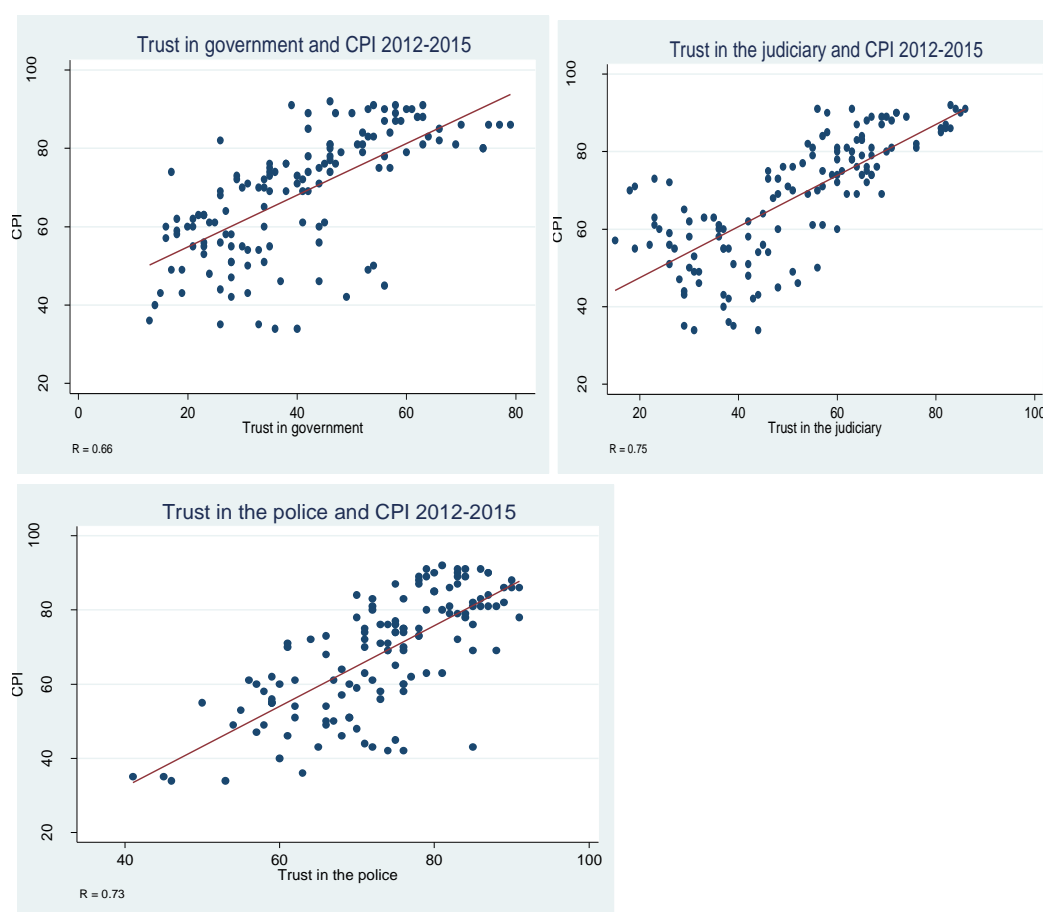 Trust in government and CPI 2012-2015
CPI
100
80
60
40
20
0 20 40 60 80
Trust in government
R = 0.66
Trust in the judiciary and CPI 2012-2015
CPI
100
80
60
40
20
20 40 60 80 100
Trust in the judiciary
R = 0.75
Trust in the police and CPI 2012-2015
CPI
100
80
60
40
20
40 60 80 100
Trust in the police
R = 0.73